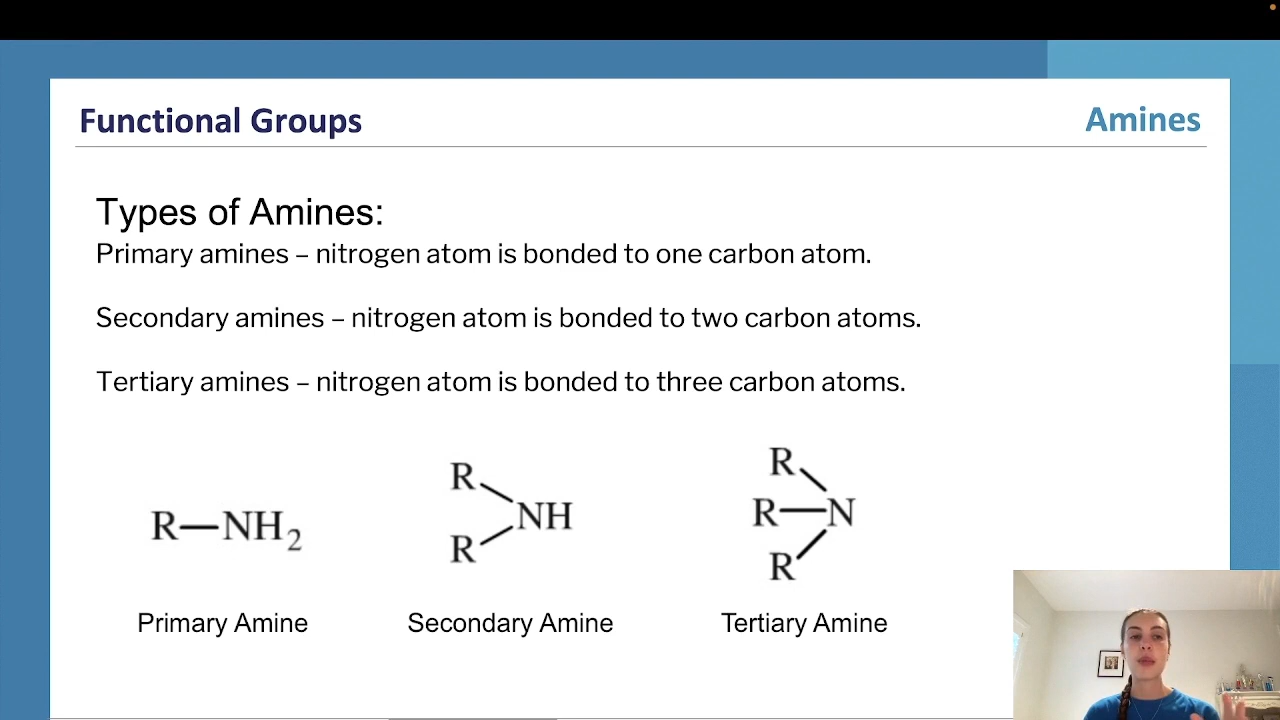 Functional Groups
Amines
Types of Amines:
Primary amines – nitrogen atom is bonded to one carbon atom.
Secondary amines – nitrogen atom is bonded to two carbon atoms.
Tertiary amines – nitrogen atom is bonded to three carbon atoms.
R—NH₂
R
NH
R
R
R—N
R
Primary Amine
Secondary Amine
Tertiary Amine